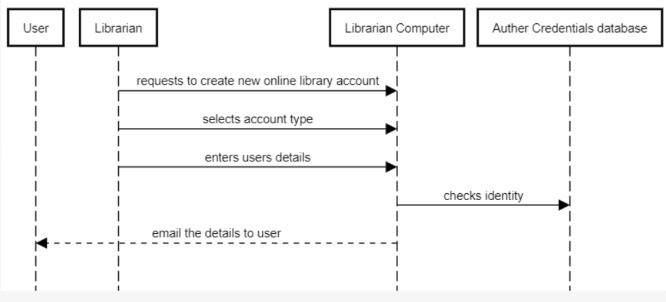 User
Librarian
Librarian Computer
Auther Credentials database
requests to create new online library account
selects account type
enters users details
checks identity
email the details to user